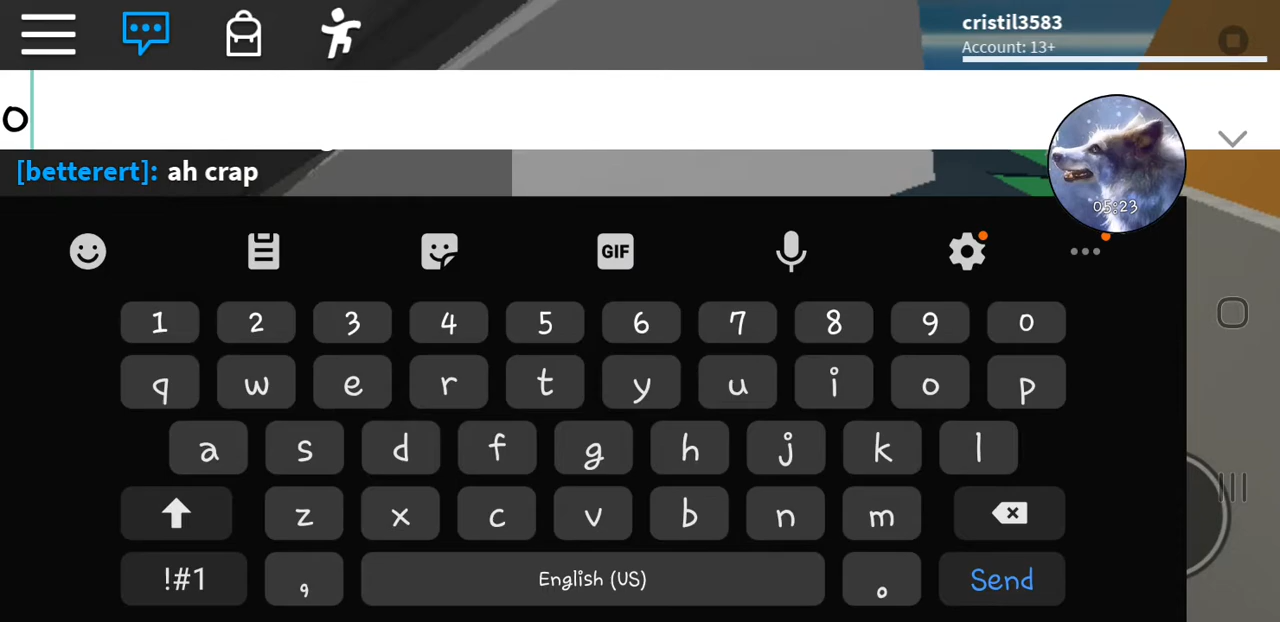 cristil3583
Account: 13+
o
[betterert]: ah crap
05:23
GIF
1 2 3 4 5 6 7 8 9 0
q w e r t y u i o p
a s d f g h j k l
z x c v b n m
!#1 , English (US) . Send